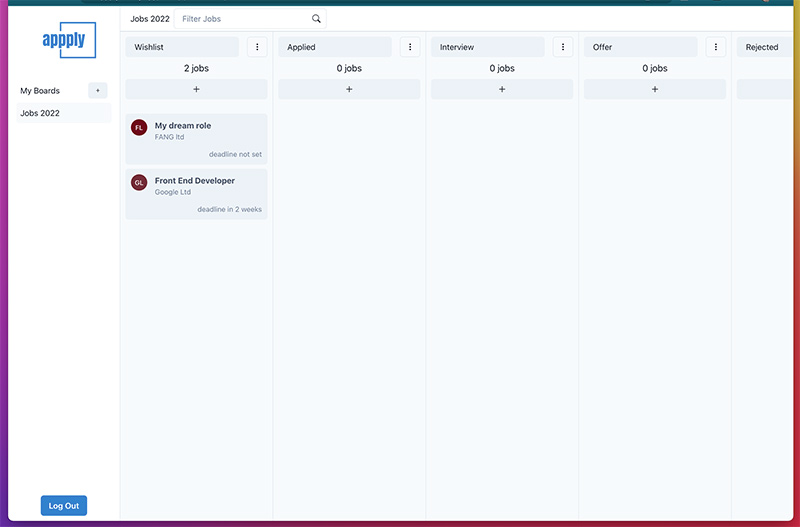 appply
My Boards
+
Jobs 2022
Log Out
Jobs 2022
Filter Jobs
Wishlist
2 jobs
+
FL
My dream role
FANG ltd
deadline not set
GL
Front End Developer
Google Ltd
deadline in 2 weeks
Applied
0 jobs
+
Interview
0 jobs
+
Offer
0 jobs
+
Rejected